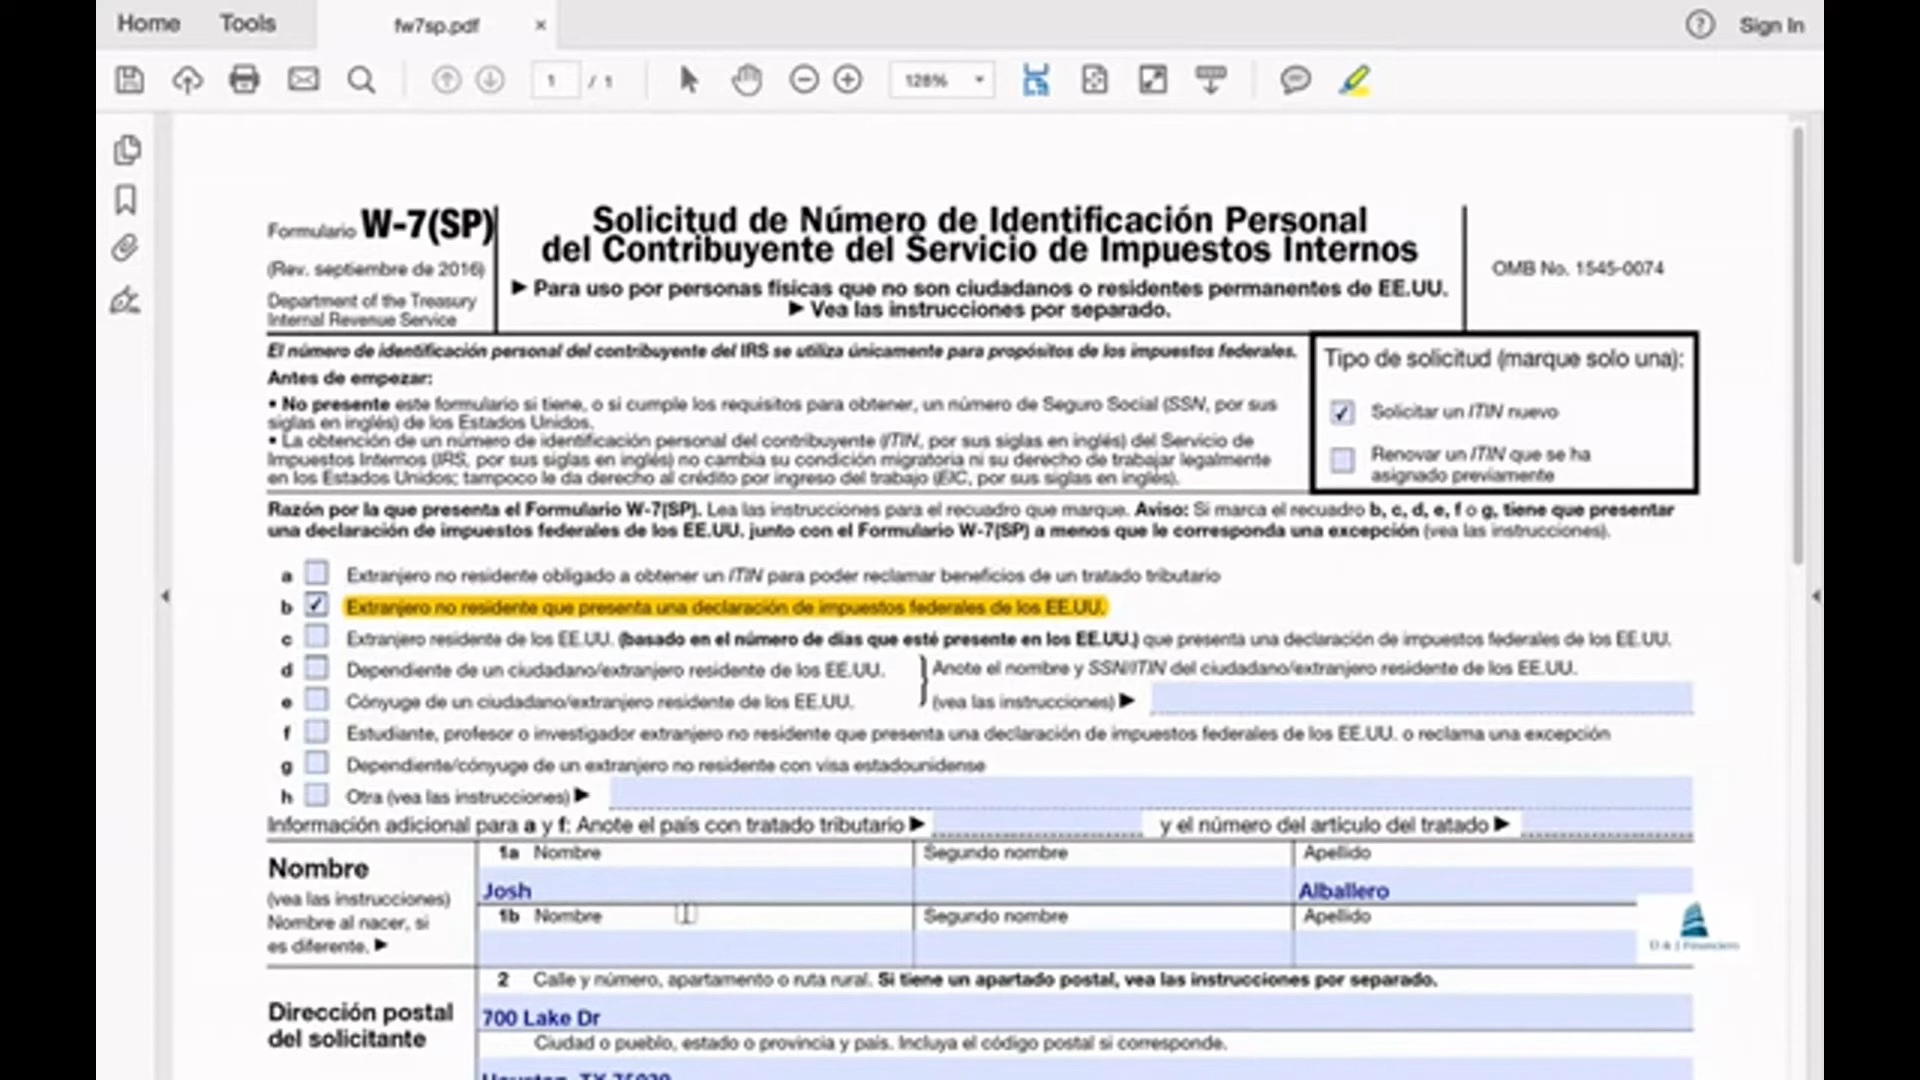 Home Tools fw7sp.pdf × ? Sign In
1 / 1 128%
Formulario W-7(SP)
(Rev. septiembre de 2016)
Department of the Treasury
Internal Revenue Service
Solicitud de Número de Identificación Personal
del Contribuyente del Servicio de Impuestos Internos
▶ Para uso por personas físicas que no son ciudadanos o residentes permanentes de EE.UU.
▶ Vea las instrucciones por separado.
OMB No. 1545-0074
El número de identificación personal del contribuyente del IRS se utiliza únicamente para propósitos de los impuestos federales.
Antes de empezar:
• No presente este formulario si tiene, o si cumple los requisitos para obtener, un número de Seguro Social (SSN, por sus
siglas en inglés) de los Estados Unidos.
• La obtención de un número de identificación personal del contribuyente (ITIN, por sus siglas en inglés) del Servicio de
Impuestos Internos (IRS, por sus siglas en inglés) no cambia su condición migratoria ni su derecho de trabajar legalmente
en los Estados Unidos; tampoco le da derecho al crédito por ingreso del trabajo (EIC, por sus siglas en inglés).
Tipo de solicitud (marque solo una):
Solicitar un ITIN nuevo
Renovar un ITIN que se ha
asignado previamente
Razón por la que presenta el Formulario W-7(SP). Lea las instrucciones para el recuadro que marque. Aviso: Si marca el recuadro b, c, d, e, f o g, tiene que presentar
una declaración de impuestos federales de los EE.UU. junto con el Formulario W-7(SP) a menos que le corresponda una excepción (vea las instrucciones).
a Extranjero no residente obligado a obtener un ITIN para poder reclamar beneficios de un tratado tributario
b Extranjero no residente que presenta una declaración de impuestos federales de los EE.UU.
c Extranjero residente de los EE.UU. (basado en el número de días que esté presente en los EE.UU.) que presenta una declaración de impuestos federales de los EE.UU.
d Dependiente de un ciudadano/extranjero residente de los EE.UU. } Anote el nombre y SSN/ITIN del ciudadano/extranjero residente de los EE.UU.
e Cónyuge de un ciudadano/extranjero residente de los EE.UU. (vea las instrucciones) ▶
f Estudiante, profesor o investigador extranjero no residente que presenta una declaración de impuestos federales de los EE.UU. o reclama una excepción
g Dependiente/cónyuge de un extranjero no residente con visa estadounidense
h Otra (vea las instrucciones) ▶
Información adicional para a y f: Anote el país con tratado tributario ▶ y el número del artículo del tratado ▶
Nombre
(vea las instrucciones)
Nombre al nacer, si
es diferente. ▶
1a Nombre Segundo nombre Apellido
Josh Alballero
1b Nombre Segundo nombre Apellido
D & J Financiero
Dirección postal
del solicitante
2 Calle y número, apartamento o ruta rural. Si tiene un apartado postal, vea las instrucciones por separado.
700 Lake Dr
Ciudad o pueblo, estado o provincia y país. Incluya el código postal si corresponde.